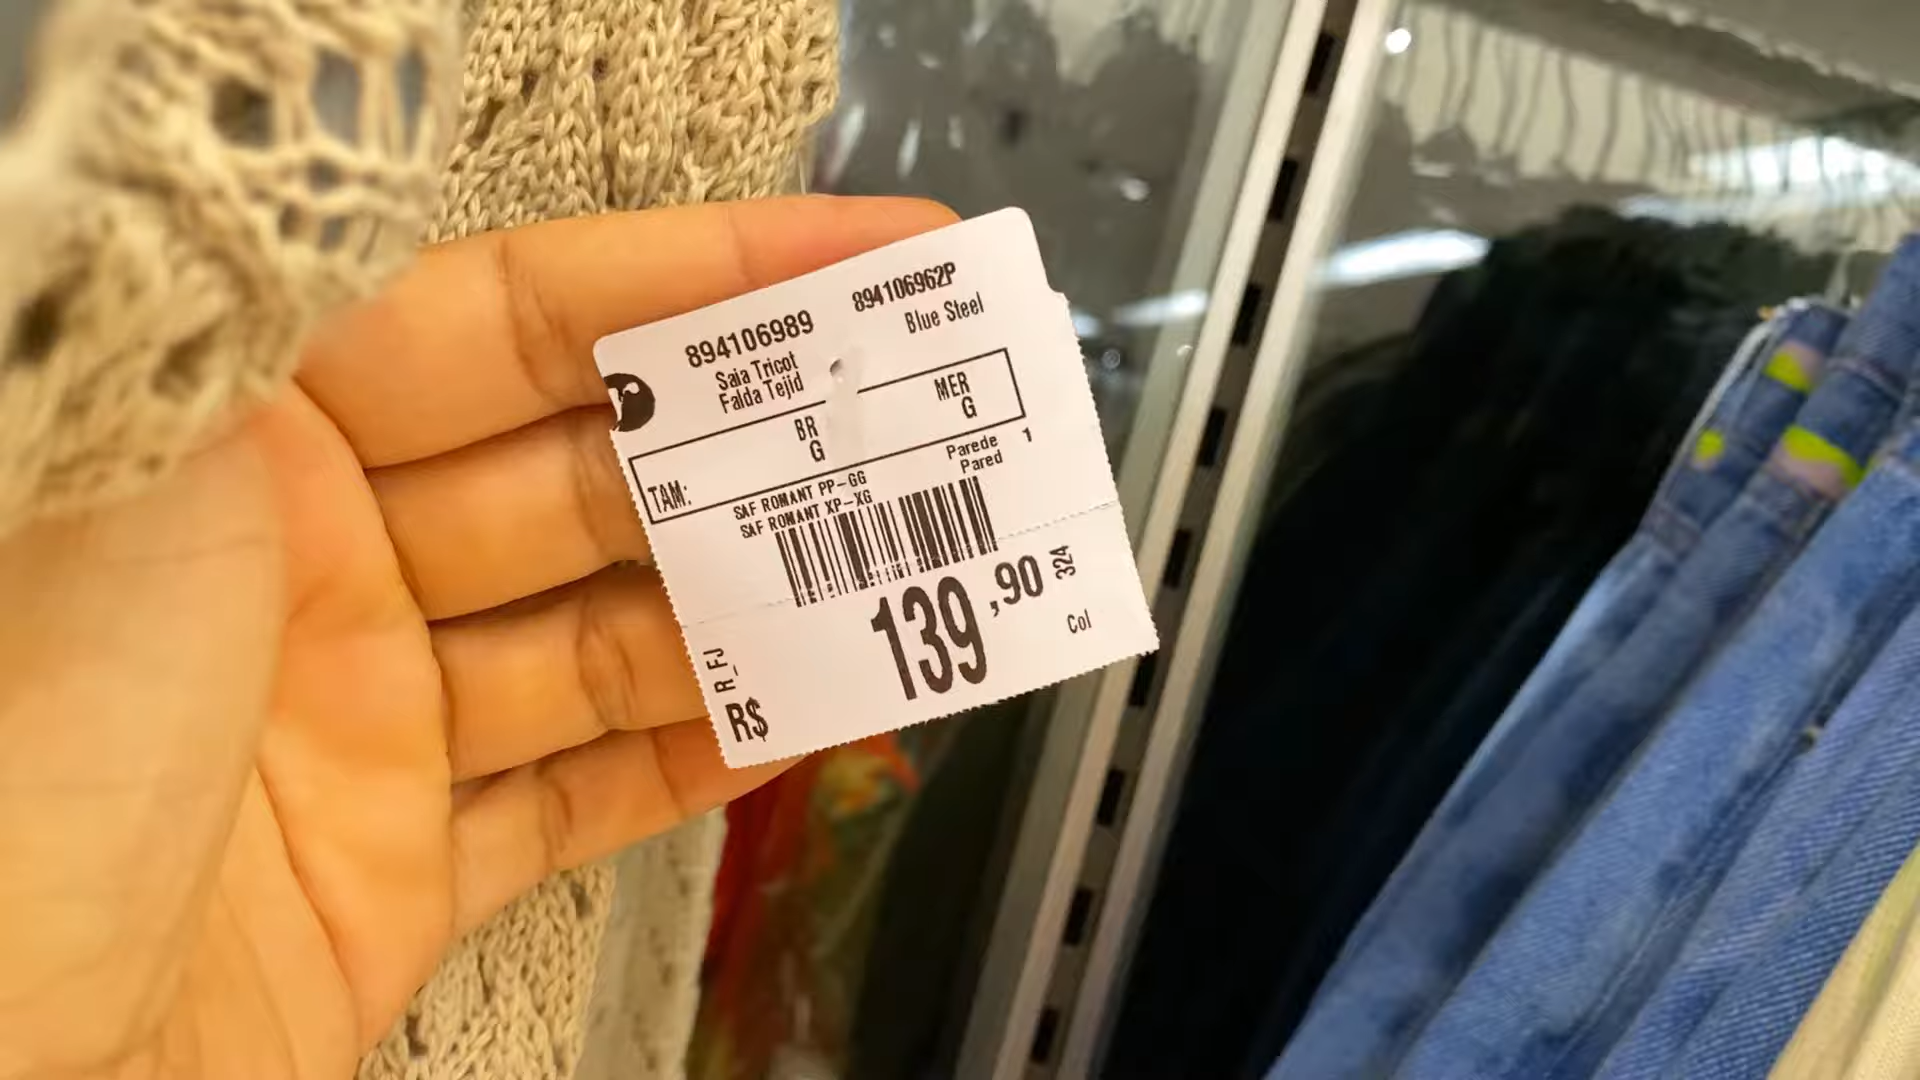 894106989
894106962P
Saia Tricot
Falda Tejid
Blue Steel
TAM:
BR
G
MER
G
SAF ROMANT PP-GG
SAF ROMANT XP-XG
Parede
Pared
1
R_FJ
R$
139,90
324
Col